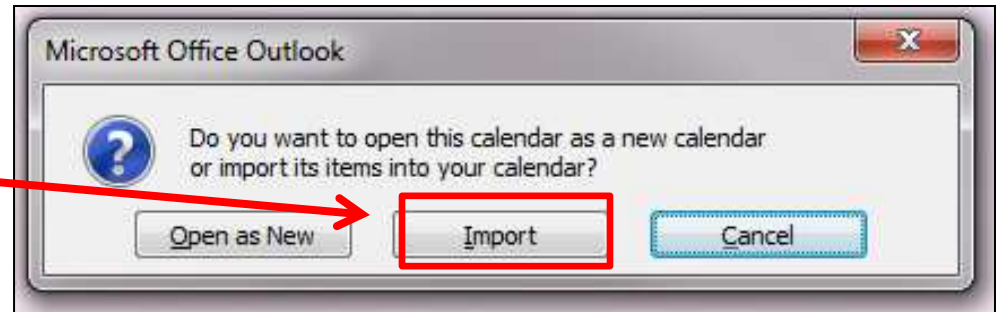 Microsoft Office Outlook
Do you want to open this calendar as a new calendar
or import its items into your calendar?
Open as New Import Cancel